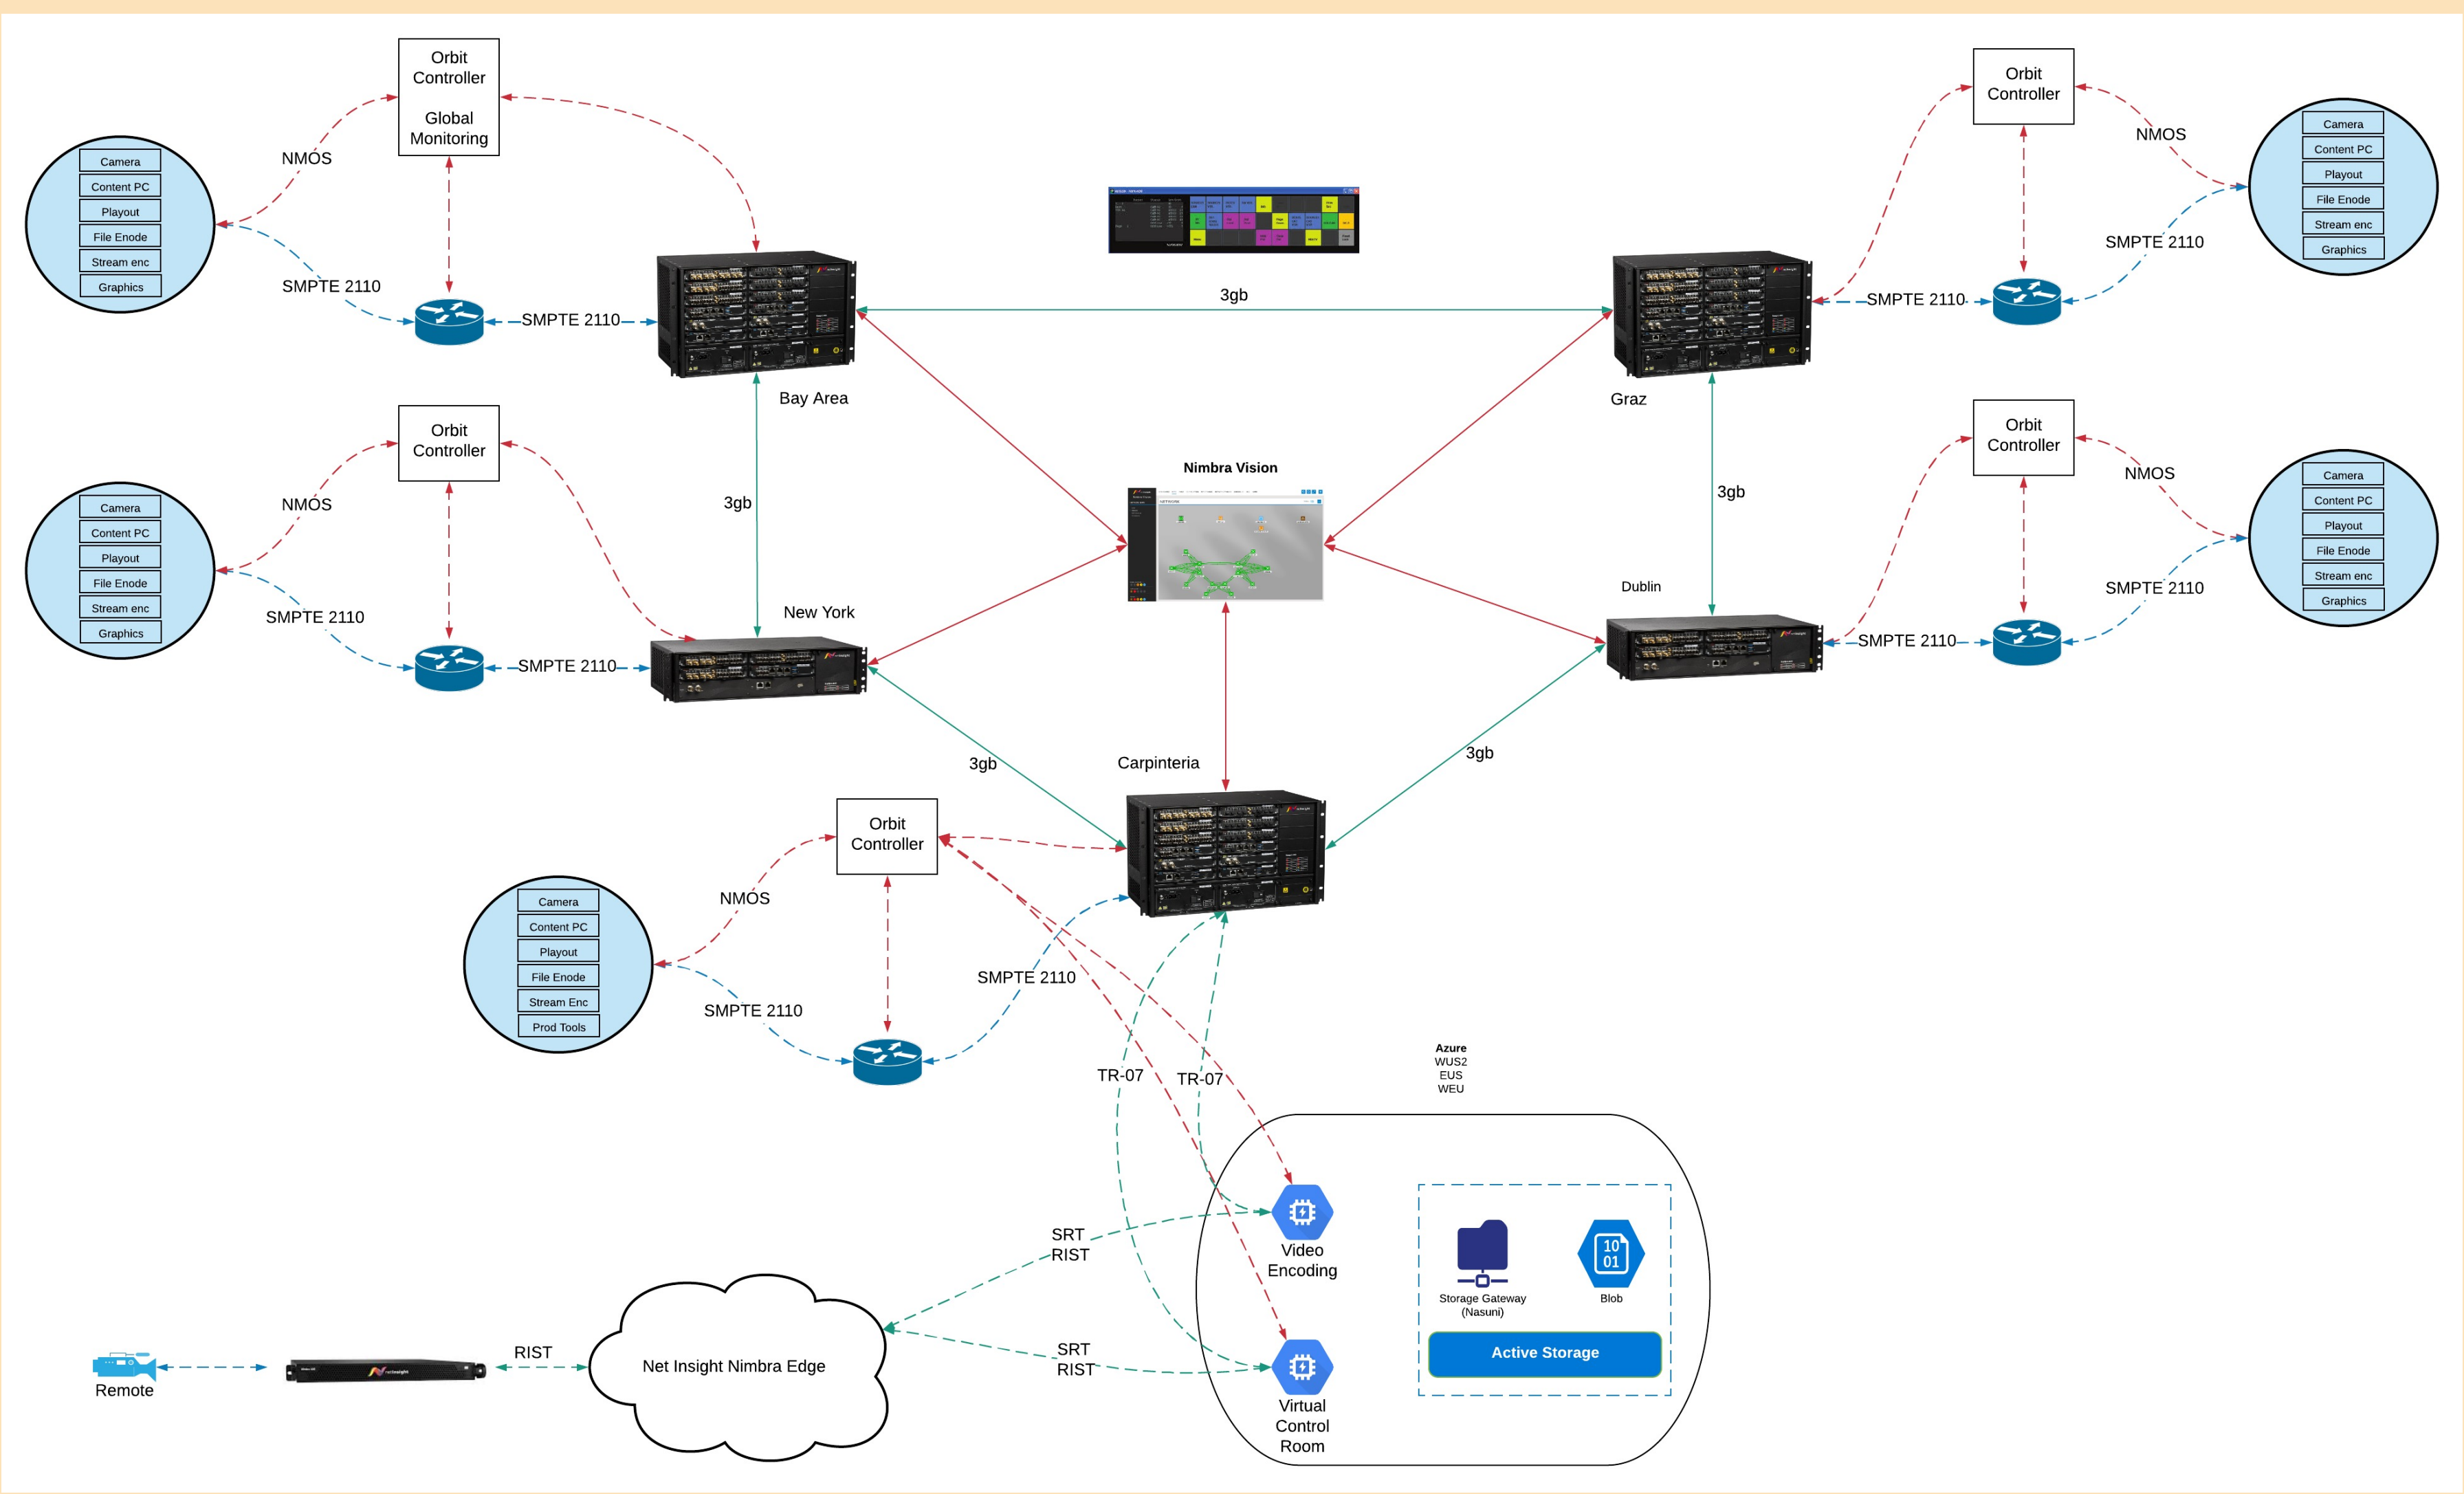 Orbit
Controller
Global
Monitoring
NMOS
Camera
Content PC
Playout
File Enode
Stream enc
Graphics
SMPTE 2110
SMPTE 2110
Bay Area
3gb
Orbit
Controller
NMOS
Camera
Content PC
Playout
File Enode
Stream enc
Graphics
SMPTE 2110
SMPTE 2110
Graz
Orbit
Controller
NMOS
Camera
Content PC
Playout
File Enode
Stream enc
Graphics
SMPTE 2110
SMPTE 2110
New York
3gb
Nimbra Vision
3gb
Orbit
Controller
NMOS
Camera
Content PC
Playout
File Enode
Stream enc
Graphics
SMPTE 2110
SMPTE 2110
Dublin
3gb
3gb
Carpinteria
Orbit
Controller
NMOS
Camera
Content PC
Playout
File Enode
Stream Enc
Prod Tools
SMPTE 2110
SMPTE 2110
TR-07
TR-07
Azure
WUS2
EUS
WEU
SRT
RIST
Video
Encoding
Storage Gateway
(Nasuni)
10
01
Blob
Active Storage
SRT
RIST
Virtual
Control
Room
Remote
netinsight
RIST
Net Insight Nimbra Edge